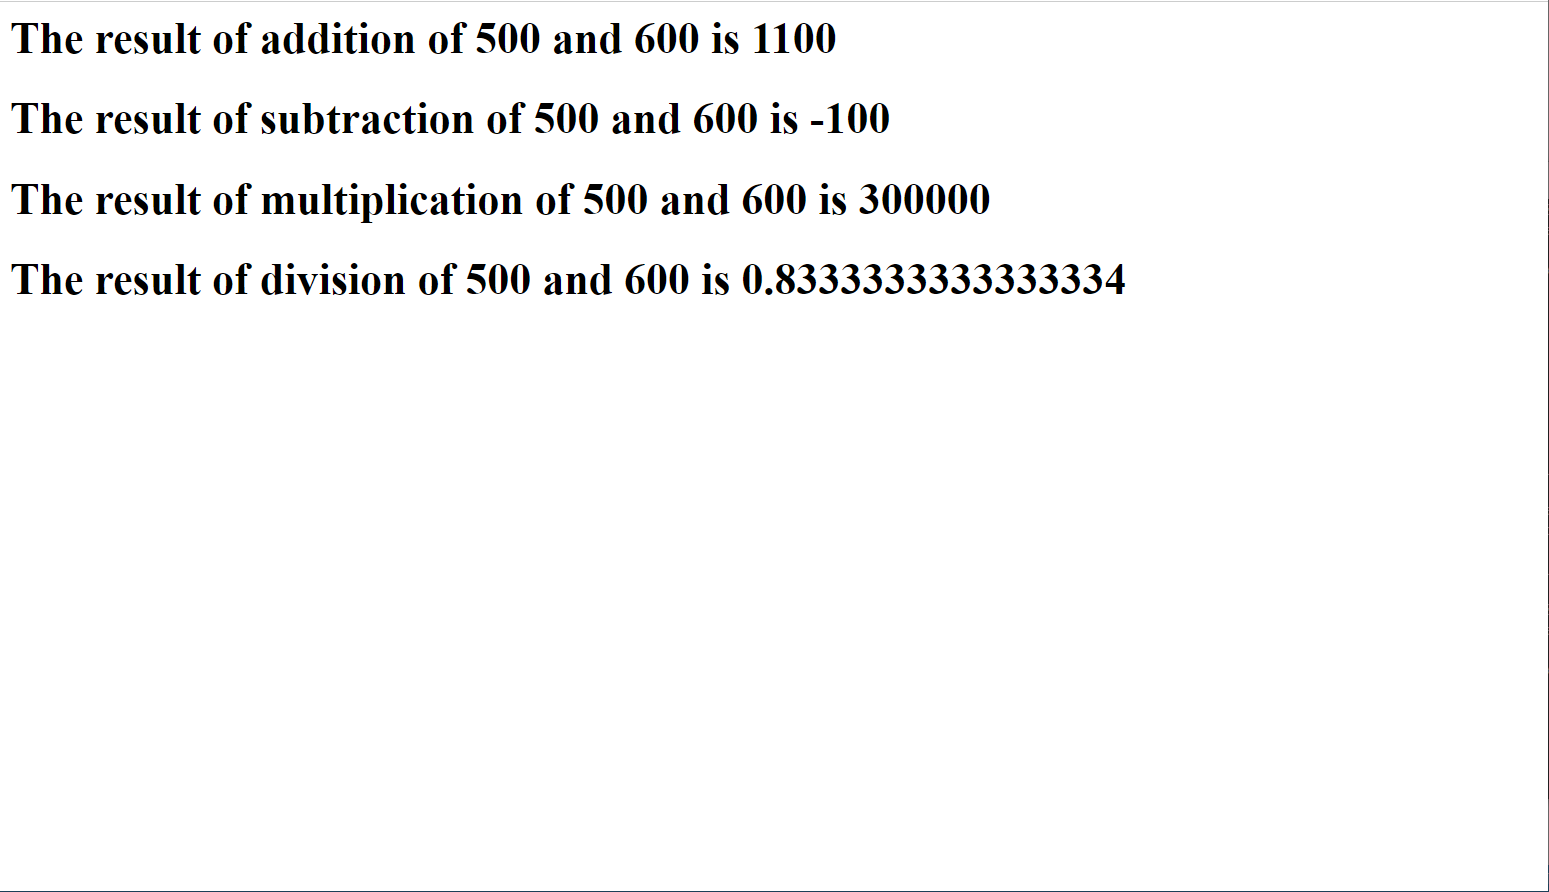 The result of addition of 500 and 600 is 1100
The result of subtraction of 500 and 600 is -100
The result of multiplication of 500 and 600 is 300000
The result of division of 500 and 600 is 0.8333333333333334